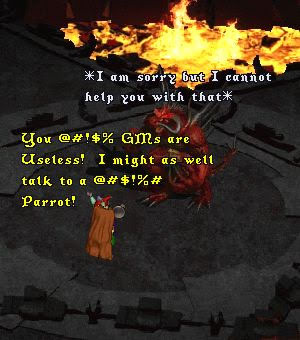 *I am sorry but I cannot
help you with that*
You @#!$% GMs are
Useless! I might as well
talk to a @#$!%#
Parrot!